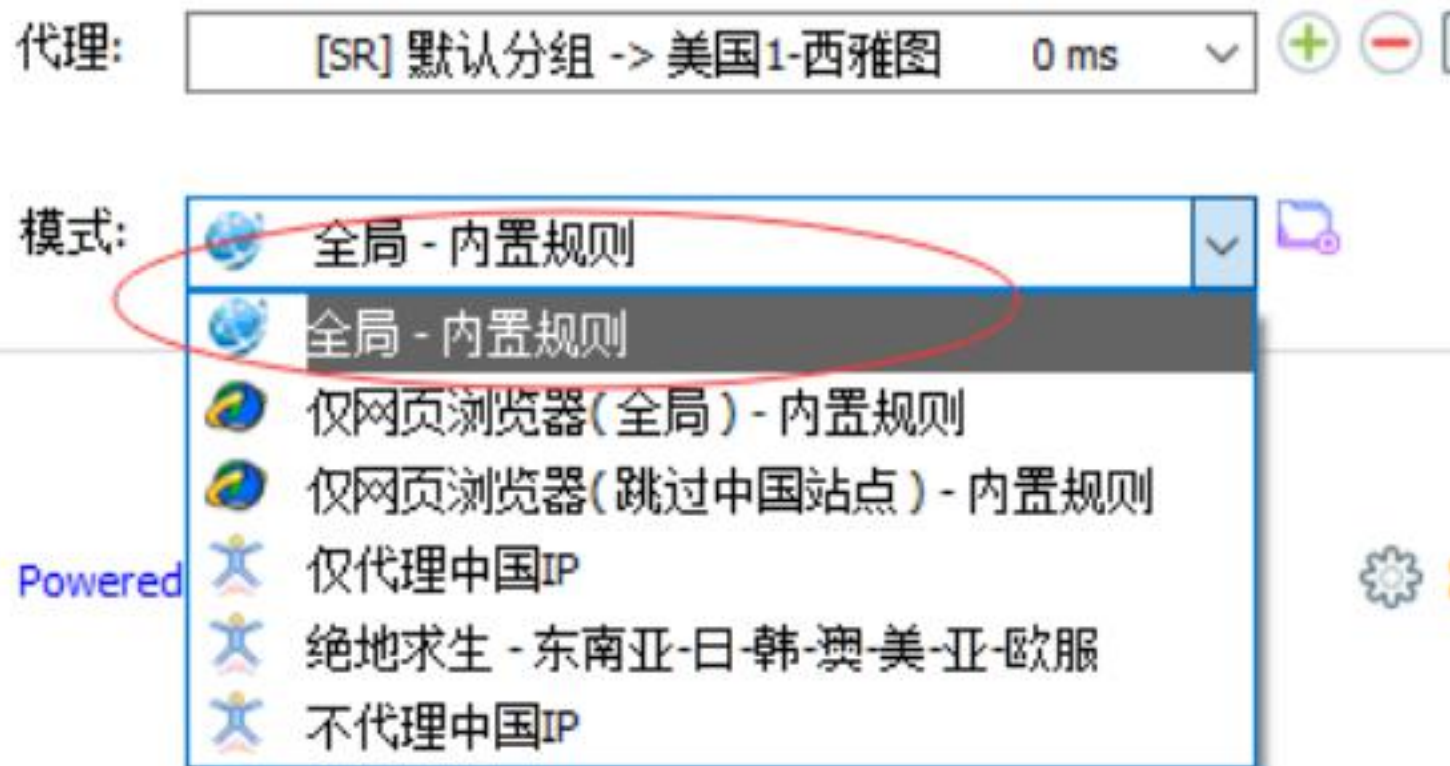 代理: [SR] 默认分组 -> 美国1-西雅图 0 ms
模式: 全局 - 内置规则
全局 - 内置规则
仅网页浏览器(全局) - 内置规则
仅网页浏览器(跳过中国站点) - 内置规则
仅代理中国IP
Powered
绝地求生 - 东南亚-日-韩-澳-美-亚-欧服
不代理中国IP